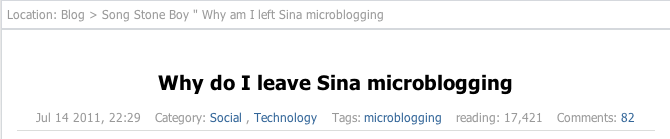 Location: Blog > Song Stone Boy " Why am I left Sina microblogging
Why do I leave Sina microblogging
Jul 14 2011, 22:29 Category: Social , Technology Tags: microblogging reading: 17,421 Comments: 82